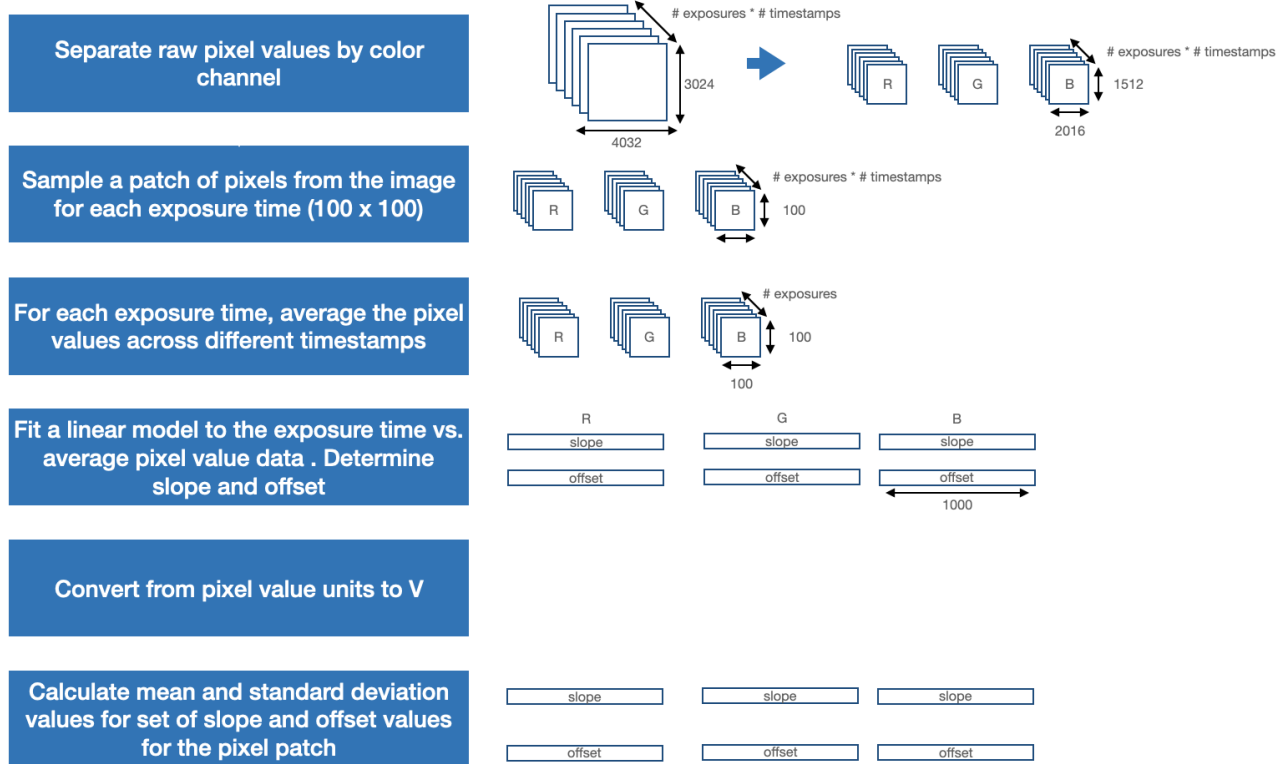 Separate raw pixel values by color
channel
# exposures * # timestamps
3024
4032
R
G
B
# exposures * # timestamps
1512
2016
Sample a patch of pixels from the image
for each exposure time (100 x 100)
R
G
B
# exposures * # timestamps
100
For each exposure time, average the pixel
values across different timestamps
R
G
B
# exposures
100
100
Fit a linear model to the exposure time vs.
average pixel value data . Determine
slope and offset
R
G
B
slope
slope
slope
offset
offset
offset
1000
Convert from pixel value units to V
Calculate mean and standard deviation
values for set of slope and offset values
for the pixel patch
slope
slope
slope
offset
offset
offset